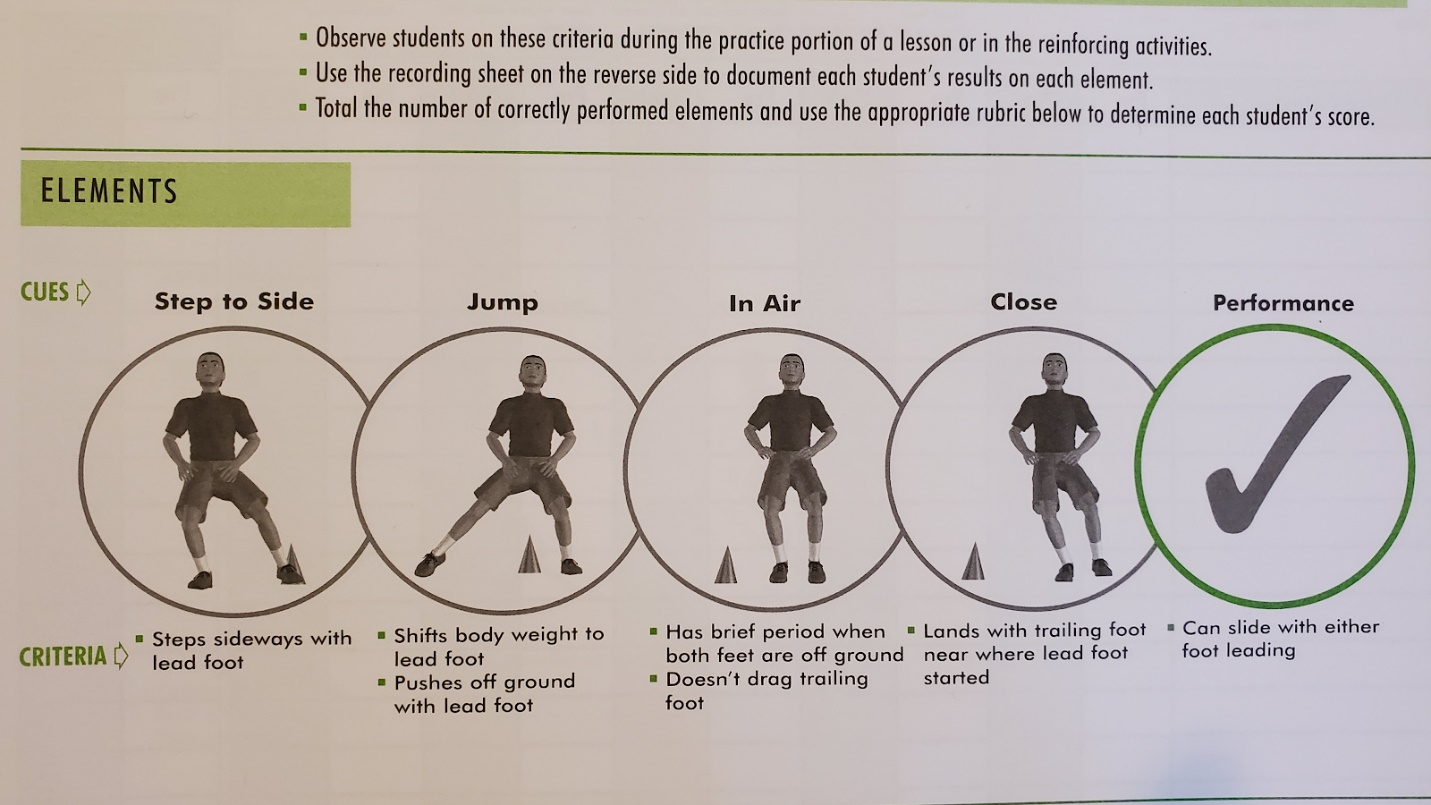 ▪ Observe students on these criteria during the practice portion of a lesson or in the reinforcing activities.
▪ Use the recording sheet on the reverse side to document each student's results on each element.
▪ Total the number of correctly performed elements and use the appropriate rubric below to determine each student's score.
ELEMENTS
CUES
Step to Side
Jump
In Air
Close
Performance
CRITERIA
▪ Steps sideways with
lead foot
▪ Shifts body weight to
lead foot
▪ Pushes off ground
with lead foot
▪ Has brief period when
both feet are off ground
▪ Doesn't drag trailing
foot
▪ Lands with trailing foot
near where lead foot
started
▪ Can slide with either
foot leading